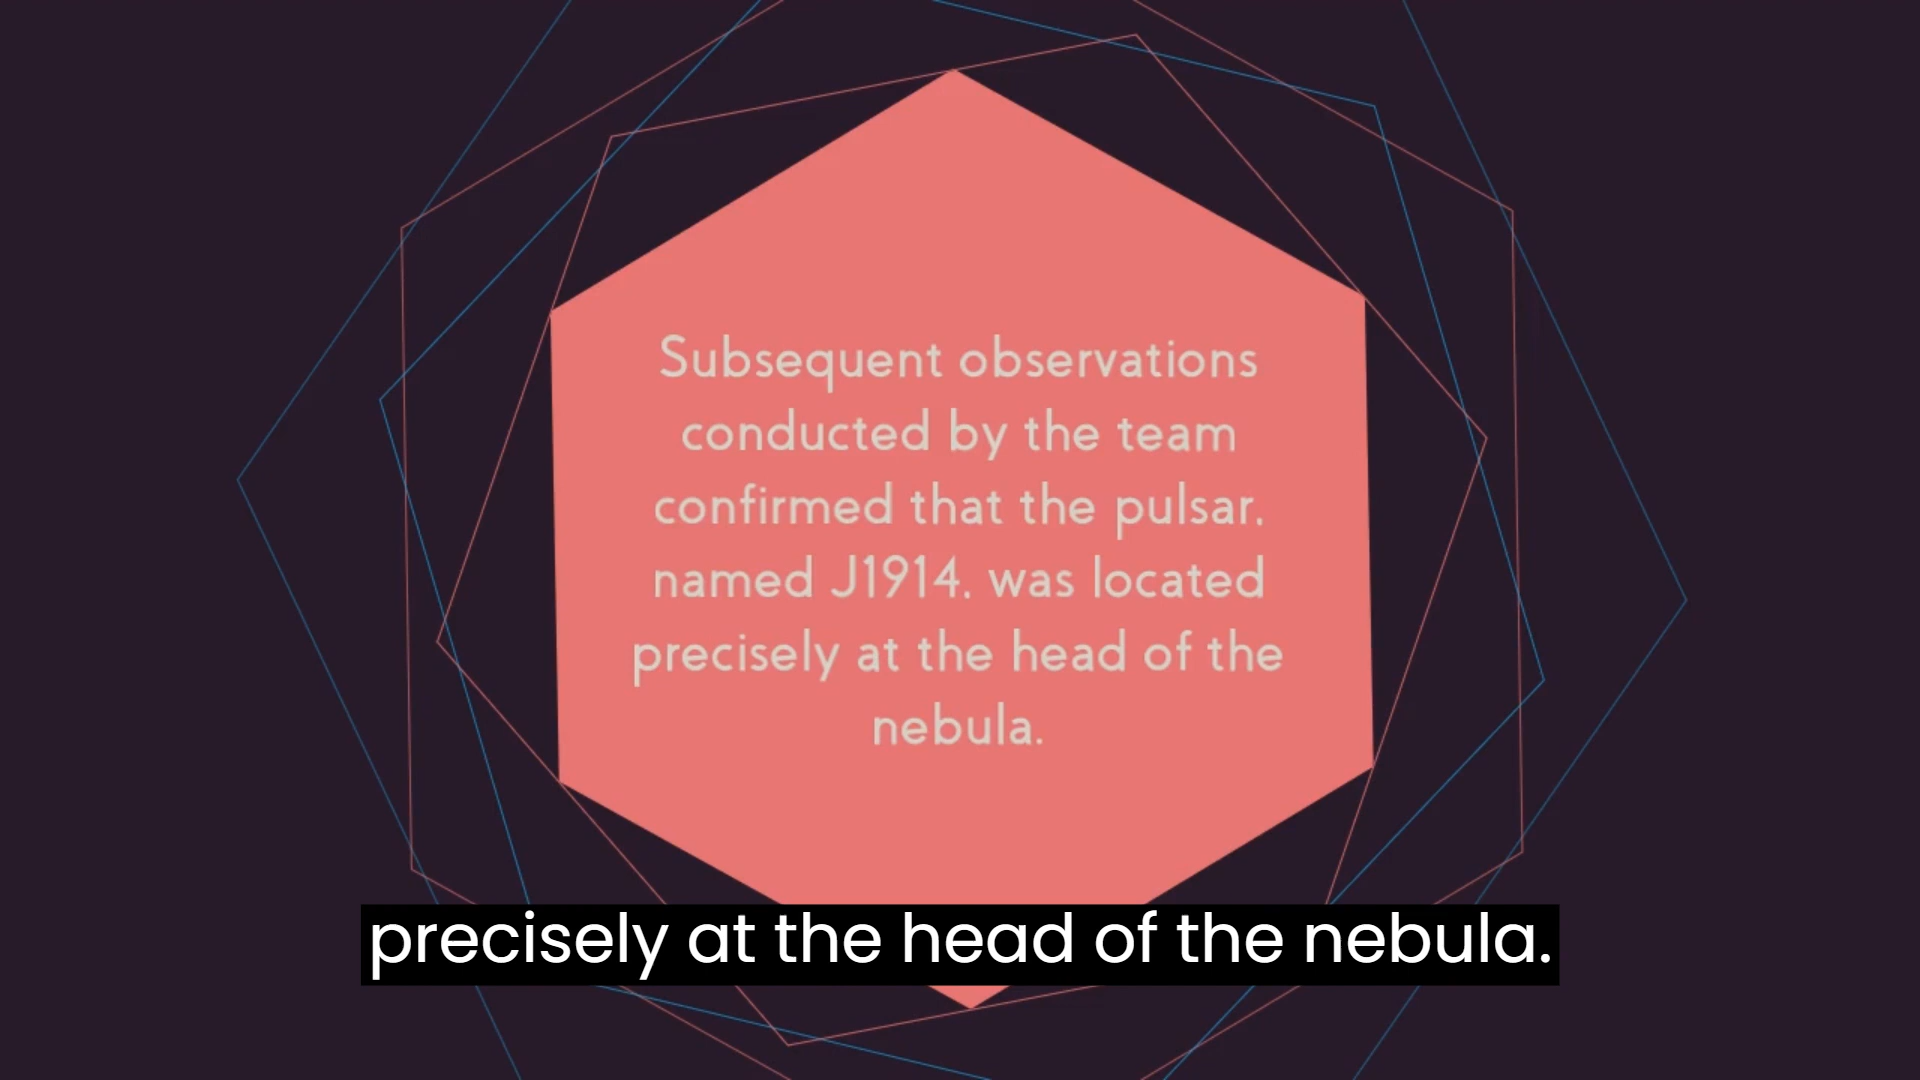 Subsequent observations
conducted by the team
confirmed that the pulsar,
named J1914, was located
precisely at the head of the
nebula.
precisely at the head of the nebula.